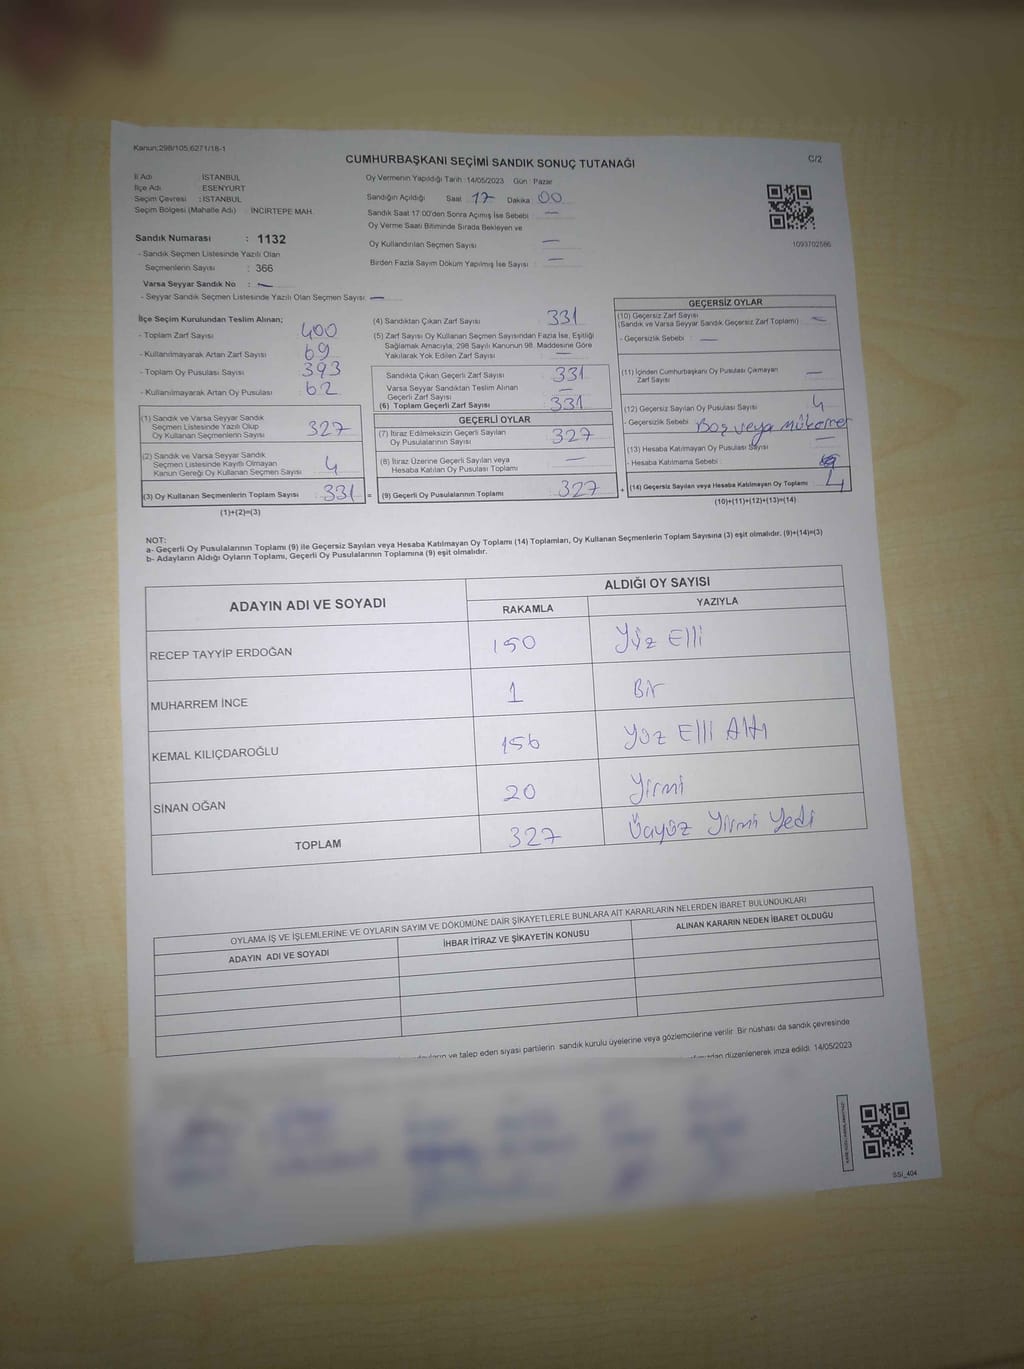 Kanun:298/105,6271/18-1
CUMHURBAŞKANI SEÇİMİ SANDIK SONUÇ TUTANAĞI
C/2
İl Adı : İSTANBUL
İlçe Adı : ESENYURT
Seçim Çevresi : İSTANBUL
Seçim Bölgesi (Mahalle Adı) : İNCİRTEPE MAH.
Oy Vermenin Yapıldığı Tarih :14/05/2023 Gün : Pazar
Sandığın Açıldığı Saat 17 Dakika 00
Sandık Saat 17:00'den Sonra Açımış İse Sebebi —
Oy Verme Saati Bitiminde Sırada Bekleyen ve
Oy Kullandırılan Seçmen Sayısı —
Birden Fazla Sayım Döküm Yapılmış İse Sayısı —
1093702586
Sandık Numarası : 1132
- Sandık Seçmen Listesinde Yazılı Olan
Seçmenlerin Sayısı : 366
Varsa Seyyar Sandık No : —
- Seyyar Sandık Seçmen Listesinde Yazılı Olan Seçmen Sayısı —
İlçe Seçim Kurulundan Teslim Alınan;
- Toplam Zarf Sayısı 400
- Kullanılmayarak Artan Zarf Sayısı 69
- Toplam Oy Pusulası Sayısı 393
- Kullanılmayarak Artan Oy Pusulası 62
(1) Sandık ve Varsa Seyyar Sandık
Seçmen Listesinde Yazılı Olup
Oy Kullanan Seçmenlerin Sayısı 327
(2) Sandık ve Varsa Seyyar Sandık
Seçmen Listesinde Kayıtlı Olmayan
Kanun Gereği Oy Kullanan Seçmen Sayısı 4
(3) Oy Kullanan Seçmenlerin Toplam Sayısı 331
(1)+(2)=(3)
(4) Sandıktan Çıkan Zarf Sayısı 331
(5) Zarf Sayısı Oy Kullanan Seçmen Sayısından Fazla İse, Eşitliği
Sağlamak Amacıyla, 298 Sayılı Kanunun 98. Maddesine Göre
Yakılarak Yok Edilen Zarf Sayısı —
Sandıkta Çıkan Geçerli Zarf Sayısı 331
Varsa Seyyar Sandıktan Teslim Alınan
Geçerli Zarf Sayısı —
(6) Toplam Geçerli Zarf Sayısı 331
GEÇERLİ OYLAR
(7) İtiraz Edilmeksizin Geçerli Sayılan
Oy Pusulalarının Sayısı 327
(8) İtiraz Üzerine Geçerli Sayılan veya
Hesaba Katılan Oy Pusulası Toplamı —
= (9) Geçerli Oy Pusulalarının Toplamı 327
GEÇERSİZ OYLAR
(10) Geçersiz Zarf Sayısı
(Sandık ve Varsa Seyyar Sandık Geçersiz Zarf Toplamı) —
- Geçersizlik Sebebi : —
(11) İçinden Cumhurbaşkanı Oy Pusulası Çıkmayan
Zarf Sayısı —
(12) Geçersiz Sayılan Oy Pusulası Sayısı 4
- Geçersizlik Sebebi Boş veya
(13) Hesaba Katılmayan Oy Pusulası Sayısı —
- Hesaba Katılmama Sebebi
+ (14) Geçersiz Sayılan veya Hesaba Katılmayan Oy Toplamı 4
(10)+(11)+(12)+(13)=(14)
NOT:
a- Geçerli Oy Pusulalarının Toplamı (9) ile Geçersiz Sayılan veya Hesaba Katılmayan Oy Toplamı (14) Toplamları, Oy Kullanan Seçmenlerin Toplam Sayısına (3) eşit olmalıdır. (9)+(14)=(3)
b- Adayların Aldığı Oyların Toplamı, Geçerli Oy Pusulalarının Toplamına (9) eşit olmalıdır.
ADAYIN ADI VE SOYADI
ALDIĞI OY SAYISI
RAKAMLA YAZIYLA
RECEP TAYYİP ERDOĞAN 150 Yüz Elli
MUHARREM İNCE 1 Bir
KEMAL KILIÇDAROĞLU 156 Yüz Elli Altı
SİNAN OĞAN 20 Yirmi
TOPLAM 327 Üçyüz Yirmi Yedi
OYLAMA İŞ VE İŞLEMLERİNE VE OYLARIN SAYIM VE DÖKÜMÜNE DAİR ŞİKAYETLERLE BUNLARA AİT KARARLARIN NELERDEN İBARET BULUNDUKLARI
ADAYIN ADI VE SOYADI İHBAR İTİRAZ VE ŞİKAYETİN KONUSU ALINAN KARARIN NEDEN İBARET OLDUĞU
ve talep eden siyasi partilerin sandık kurulu üyelerine veya gözlemcilerine verilir. Bir nüshası da sandık çevresinde
düzenlenerek imza edildi. 14/05/2023
SSİ_404